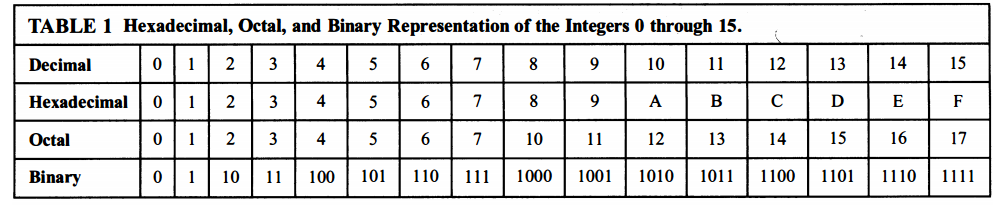 TABLE 1 Hexadecimal, Octal, and Binary Representation of the Integers 0 through 15.
Decimal 0 1 2 3 4 5 6 7 8 9 10 11 12 13 14 15
Hexadecimal 0 1 2 3 4 5 6 7 8 9 A B C D E F
Octal 0 1 2 3 4 5 6 7 10 11 12 13 14 15 16 17
Binary 0 1 10 11 100 101 110 111 1000 1001 1010 1011 1100 1101 1110 1111